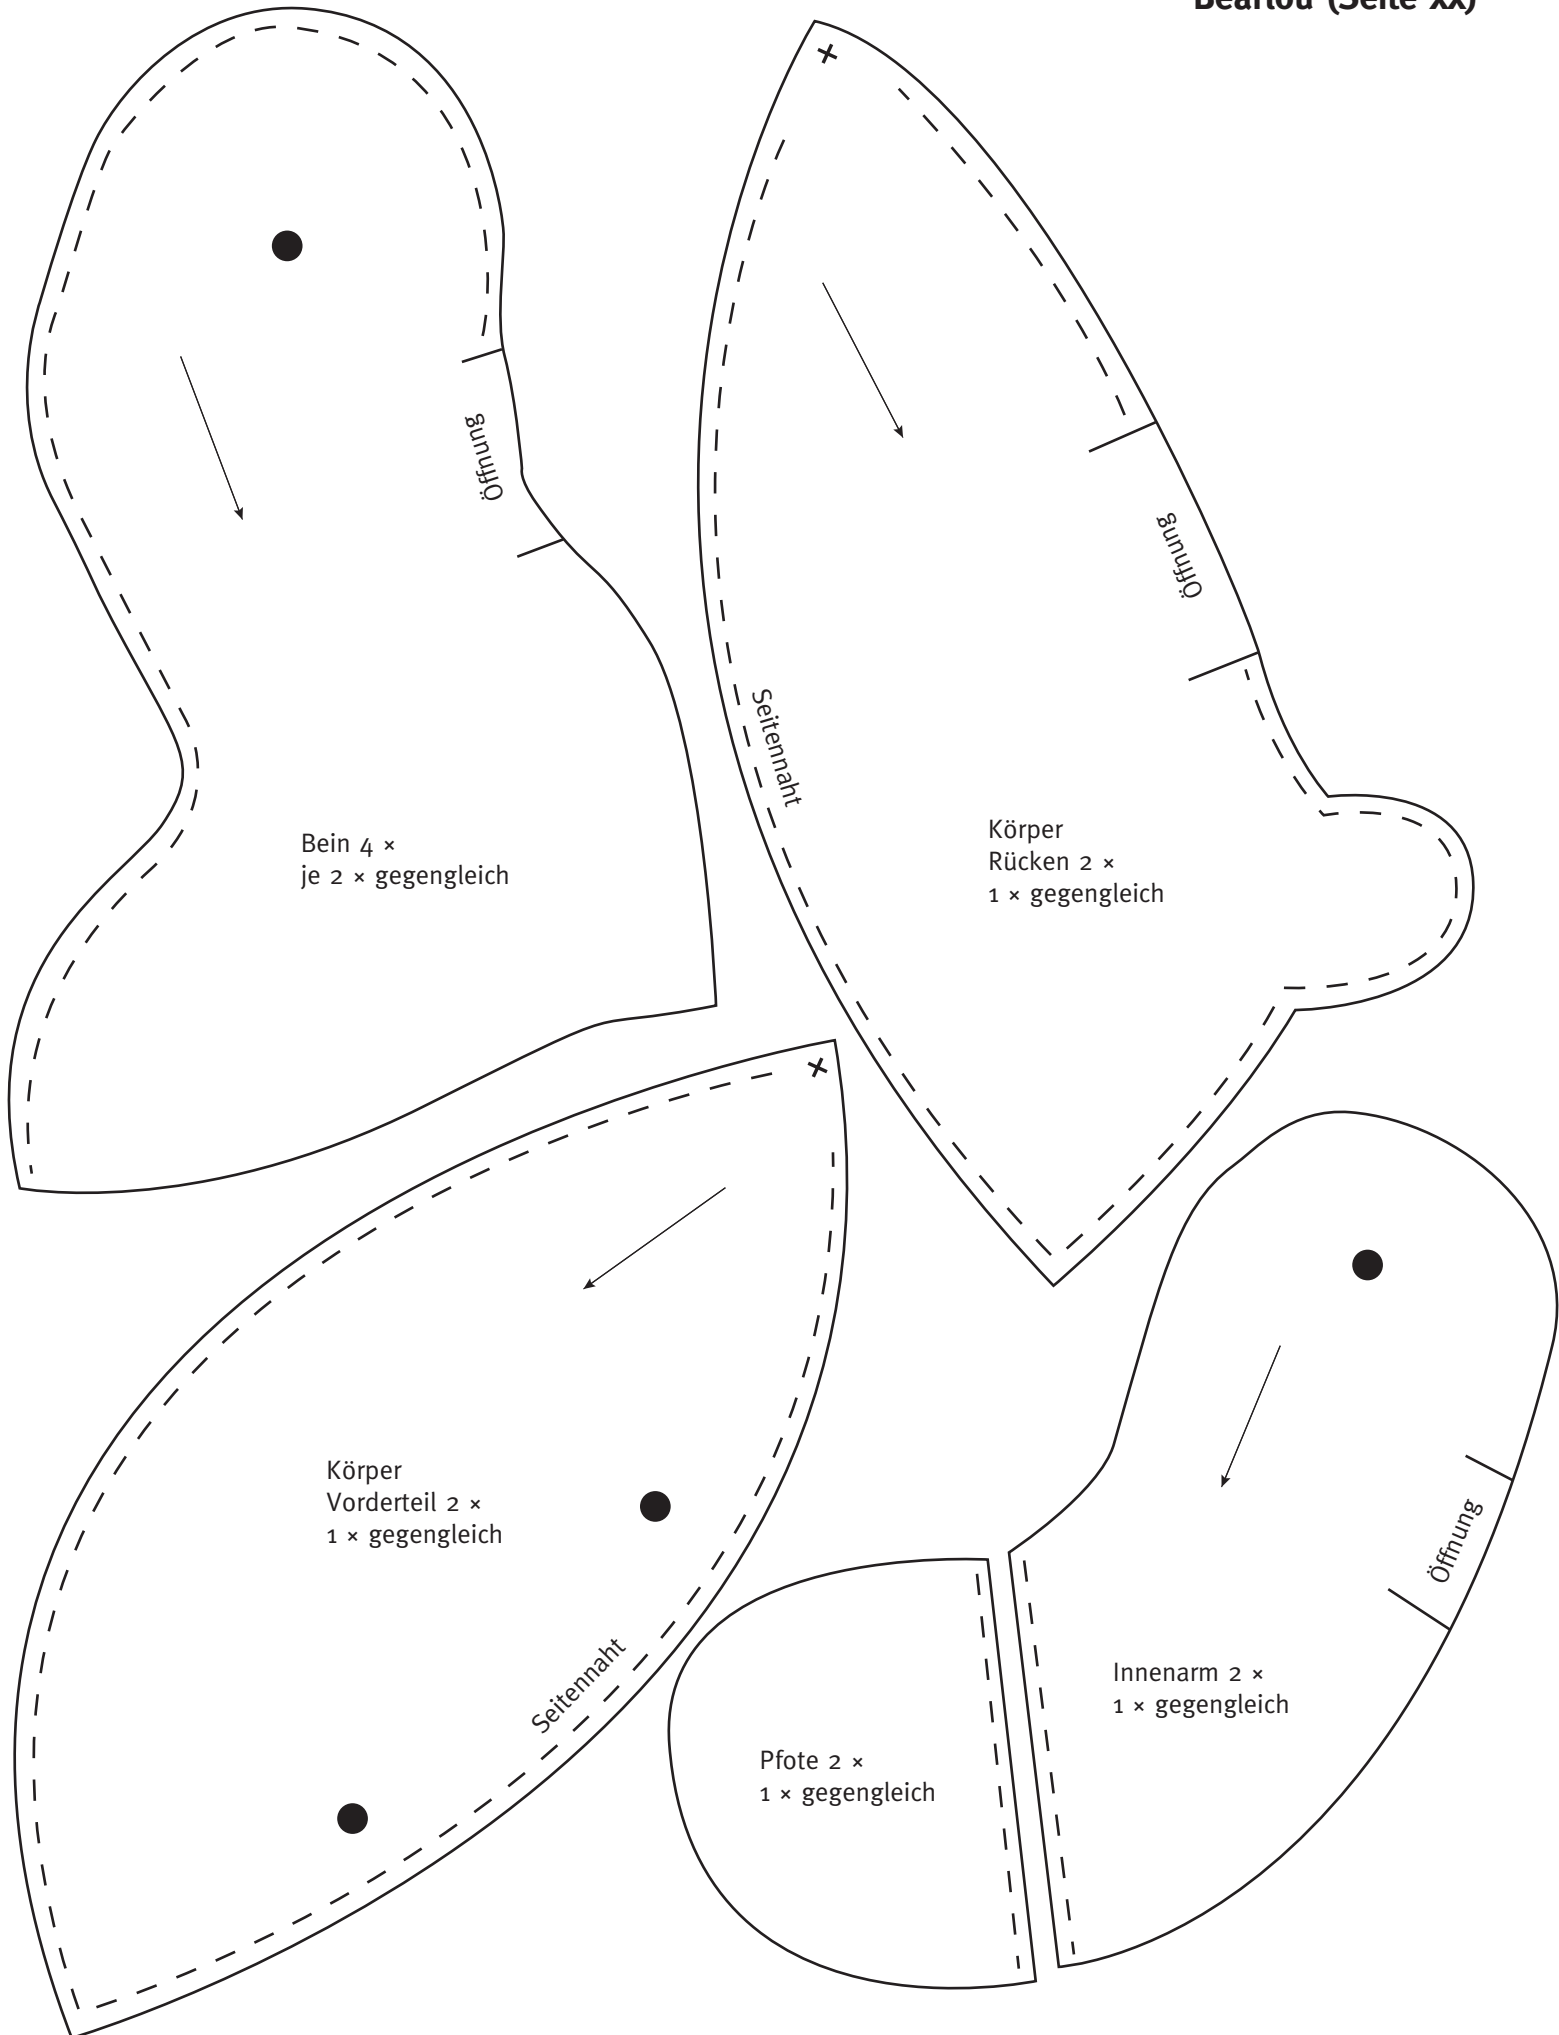 Bearlou (Seite xx)
Öffnung
Öffnung
Seitennaht
Bein 4 ×
je 2 × gegengleich
Körper
Rücken 2 ×
1 × gegengleich
Körper
Vorderteil 2 ×
1 × gegengleich
Seitennaht
Öffnung
Innenarm 2 ×
1 × gegengleich
Pfote 2 ×
1 × gegengleich